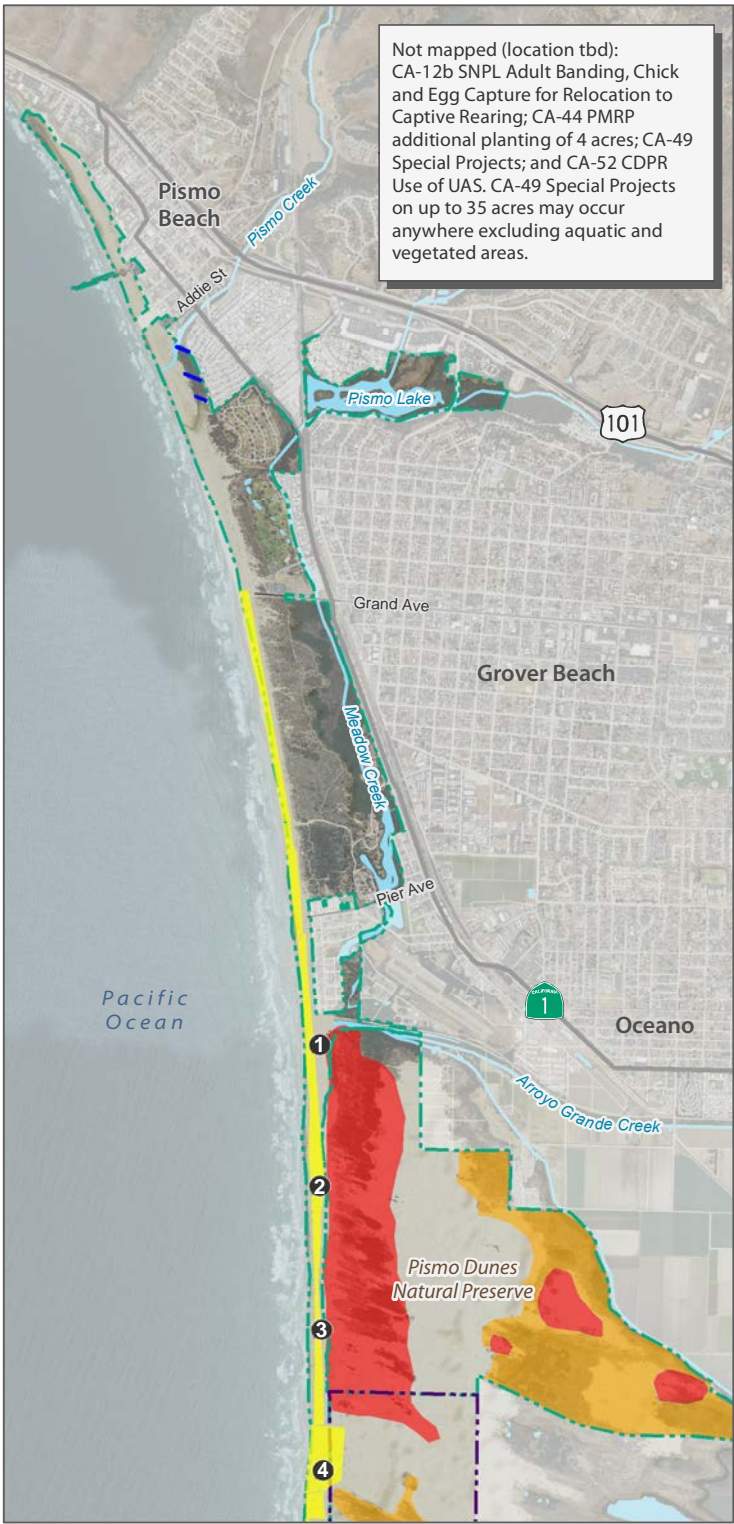 Not mapped (location tbd):
CA-12b SNPL Adult Banding, Chick
and Egg Capture for Relocation to
Captive Rearing; CA-44 PMRP
additional planting of 4 acres; CA-49
Special Projects; and CA-52 CDPR
Use of UAS. CA-49 Special Projects
on up to 35 acres may occur
anywhere excluding aquatic and
vegetated areas.
Pismo
Beach
Pismo Creek
Addie St
Pismo Lake
101
Grand Ave
Grover Beach
Meadow Creek
Pier Ave
Pacific
Ocean
CALIFORNIA
1
Oceano
1
Arroyo Grande Creek
2
Pismo Dunes
Natural Preserve
3
4